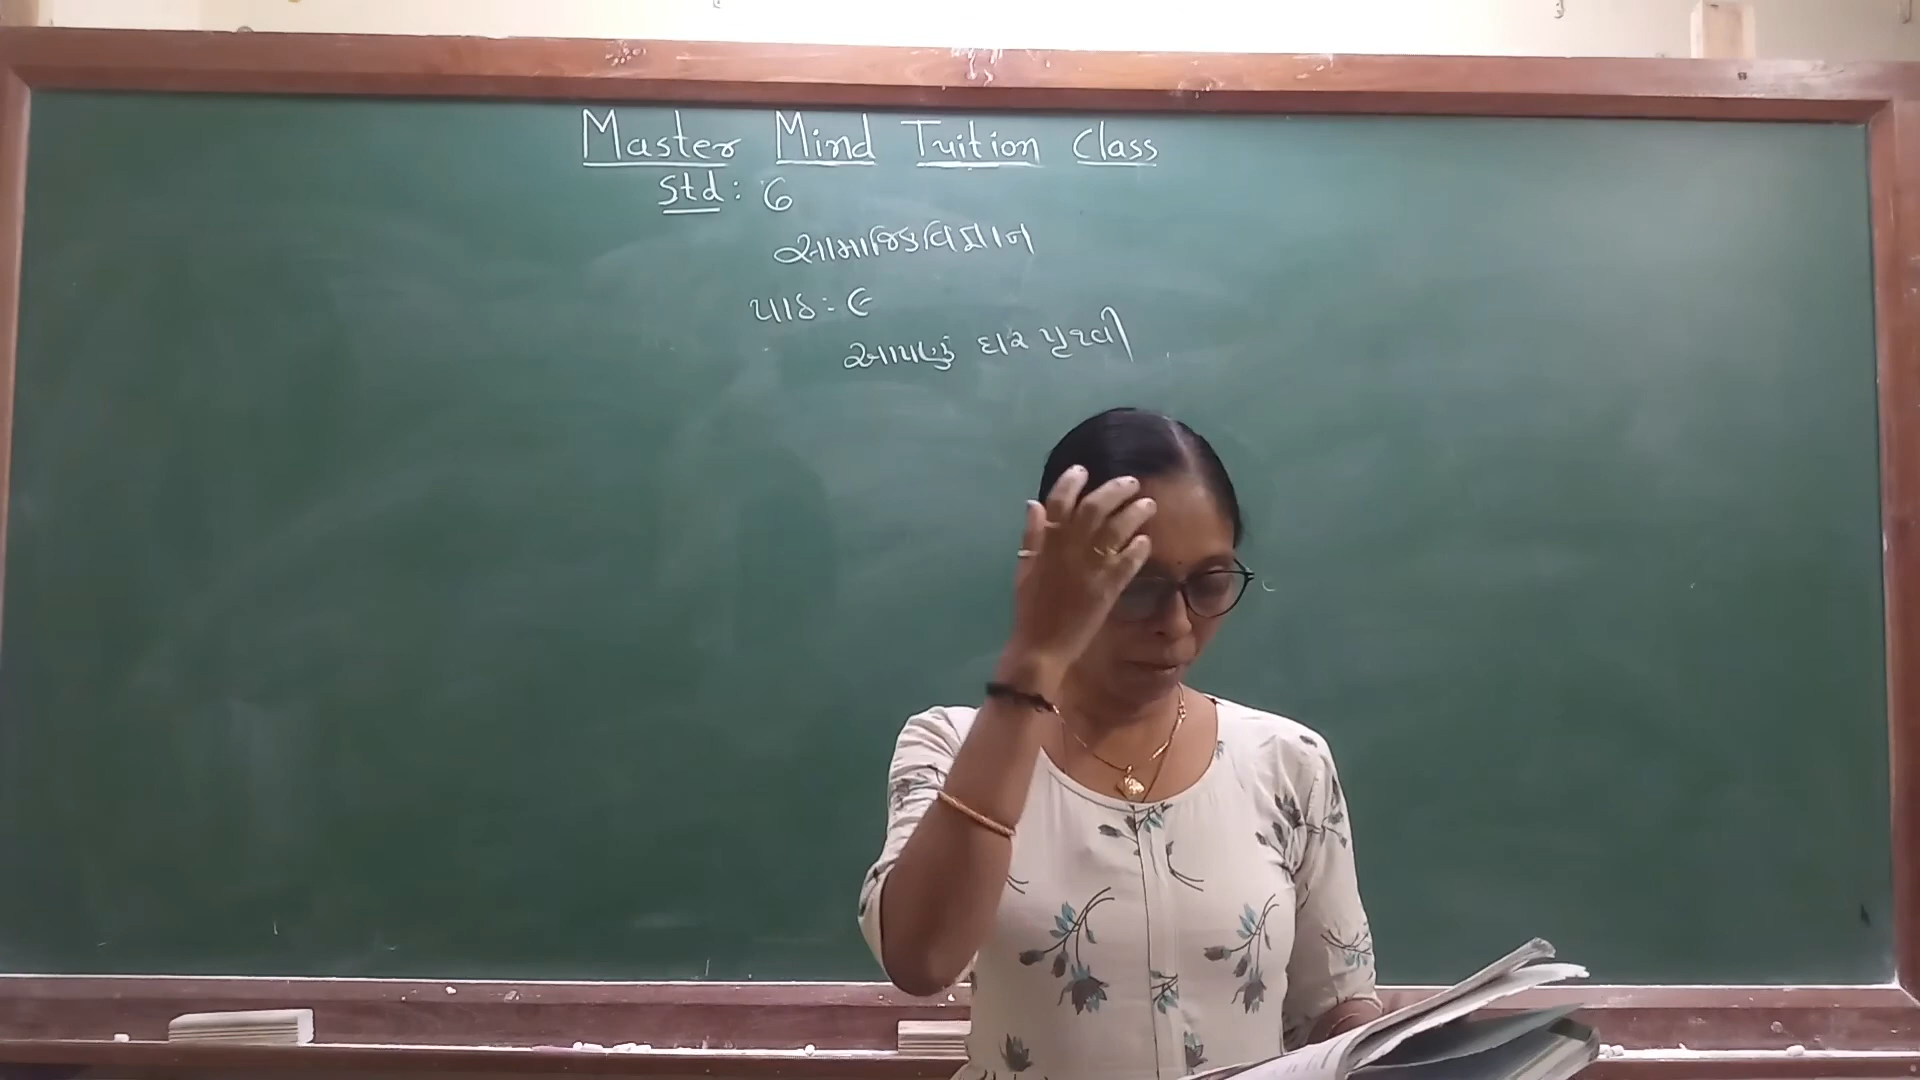 Master Mind Tuition Class
Std : 6
સામાજિક વિજ્ઞાન
પાઠ : ૯
આપણું ઘર પૃથ્વી